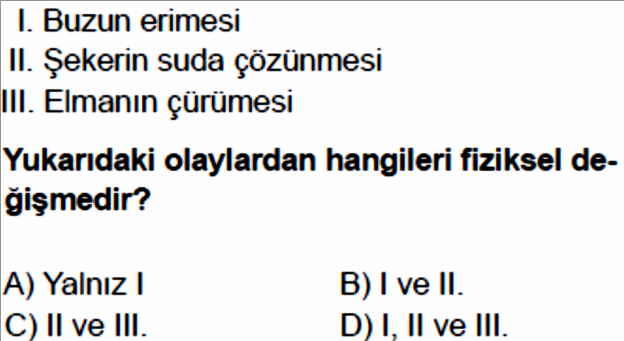 I. Buzun erimesi
II. Şekerin suda çözünmesi
III. Elmanın çürümesi
Yukarıdaki olaylardan hangileri fiziksel de-
ğişmedir?
A) Yalnız I B) I ve II.
C) II ve III. D) I, II ve III.